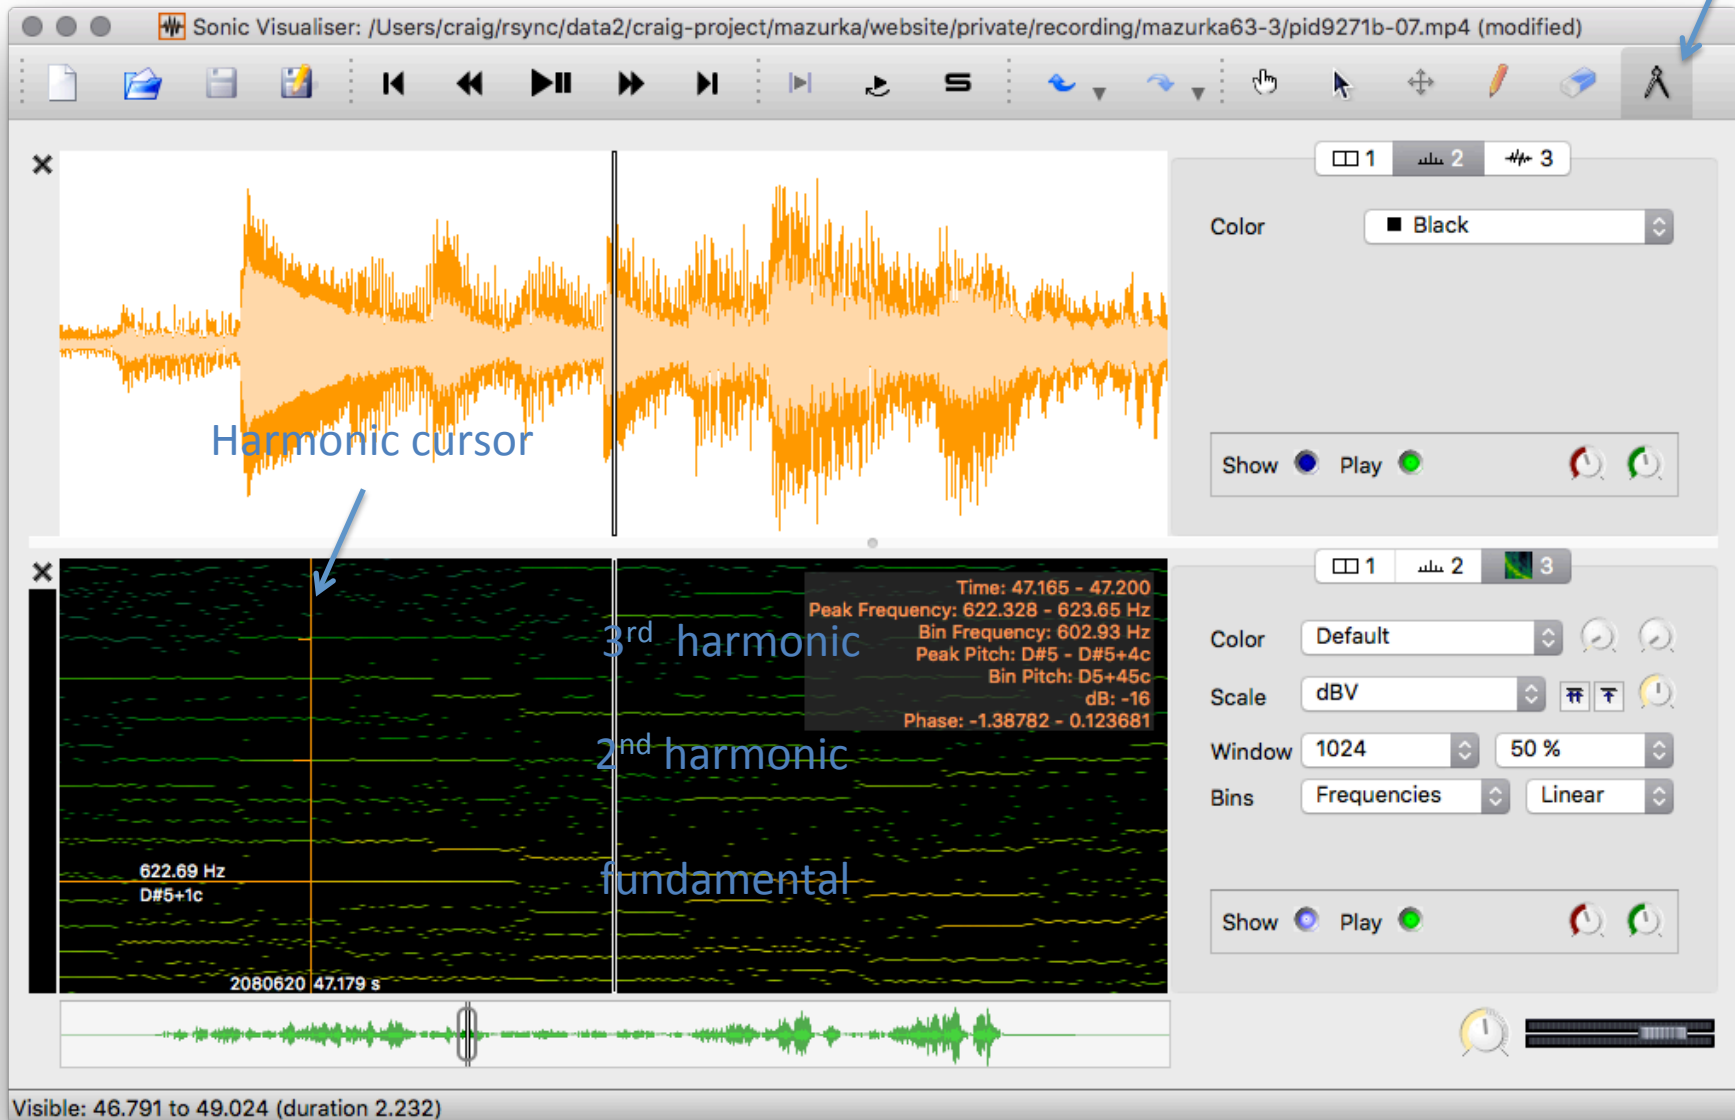 Sonic Visualiser: /Users/craig/rsync/data2/craig-project/mazurka/website/private/recording/mazurka63-3/pid9271b-07.mp4 (modified)
S
1 2 3
Color Black
Harmonic cursor
Show Play
1 2 3
Time: 47.165 - 47.200
Peak Frequency: 622.328 - 623.65 Hz
Bin Frequency: 602.93 Hz
Peak Pitch: D#5 - D#5+4c
Bin Pitch: D5+45c
dB: -16
Phase: -1.38782 - 0.123681
3rd harmonic
2nd harmonic
fundamental
622.69 Hz
D#5+1c
2080620 47.179 s
Color Default
Scale dBV
Window 1024 50 %
Bins Frequencies Linear
Show Play
Visible: 46.791 to 49.024 (duration 2.232)